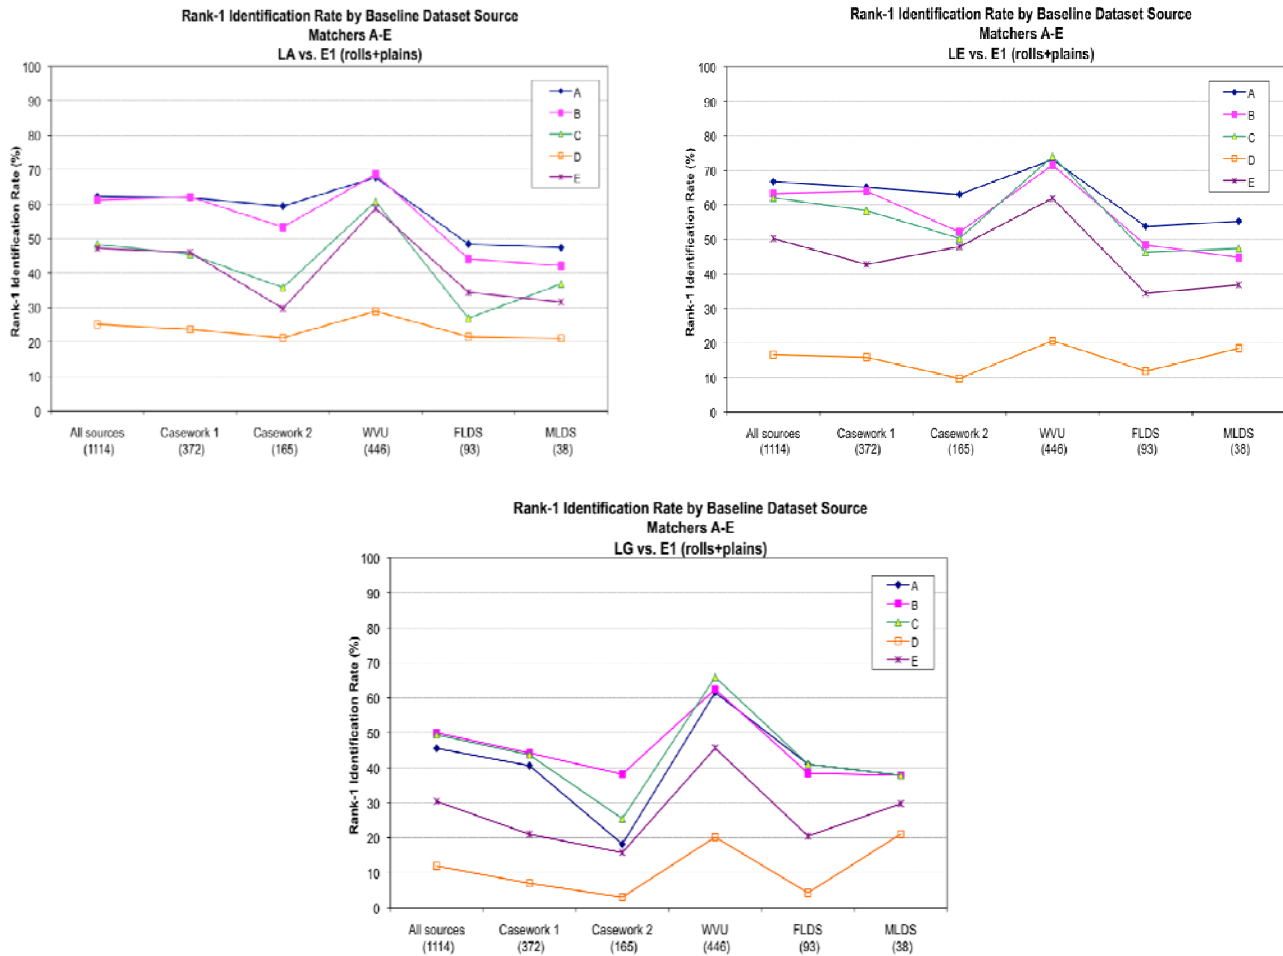 Rank-1 Identification Rate by Baseline Dataset Source
Matchers A-E
LA vs. E1 (rolls+plains)
Rank-1 Identification Rate (%)
100
90
80
70
60
50
40
30
20
10
0
A
B
C
D
E
All sources Casework 1 Casework 2 WVU FLDS MLDS
(1114) (372) (165) (446) (93) (38)
Rank-1 Identification Rate by Baseline Dataset Source
Matchers A-E
LE vs. E1 (rolls+plains)
Rank-1 Identification Rate (%)
100
90
80
70
60
50
40
30
20
10
0
A
B
C
D
E
All sources Casework 1 Casework 2 WVU FLDS MLDS
(1114) (372) (165) (446) (93) (38)
Rank-1 Identification Rate by Baseline Dataset Source
Matchers A-E
LG vs. E1 (rolls+plains)
Rank-1 Identification Rate (%)
100
90
80
70
60
50
40
30
20
10
0
A
B
C
D
E
All sources Casework 1 Casework 2 WVU FLDS MLDS
(1114) (372) (165) (446) (93) (38)